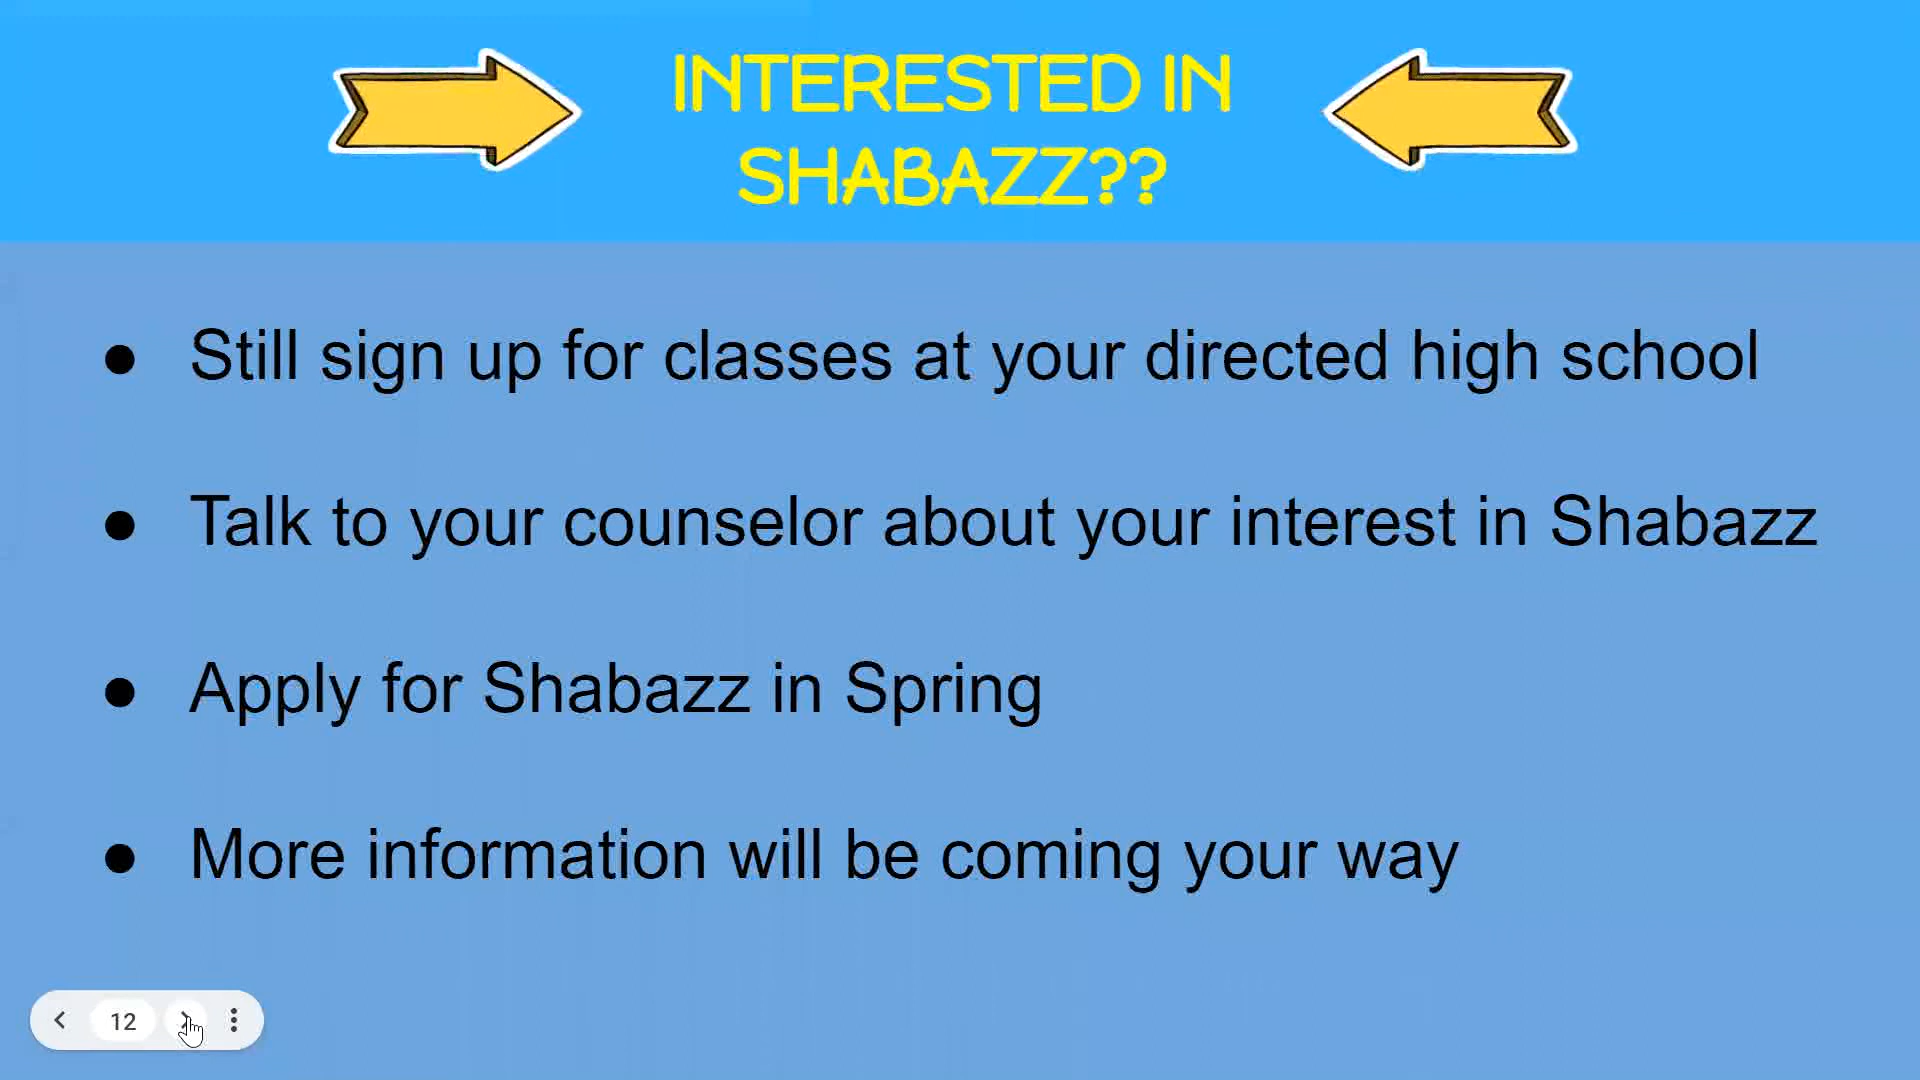 INTERESTED IN
SHABAZZ??
● Still sign up for classes at your directed high school
● Talk to your counselor about your interest in Shabazz
● Apply for Shabazz in Spring
● More information will be coming your way
12